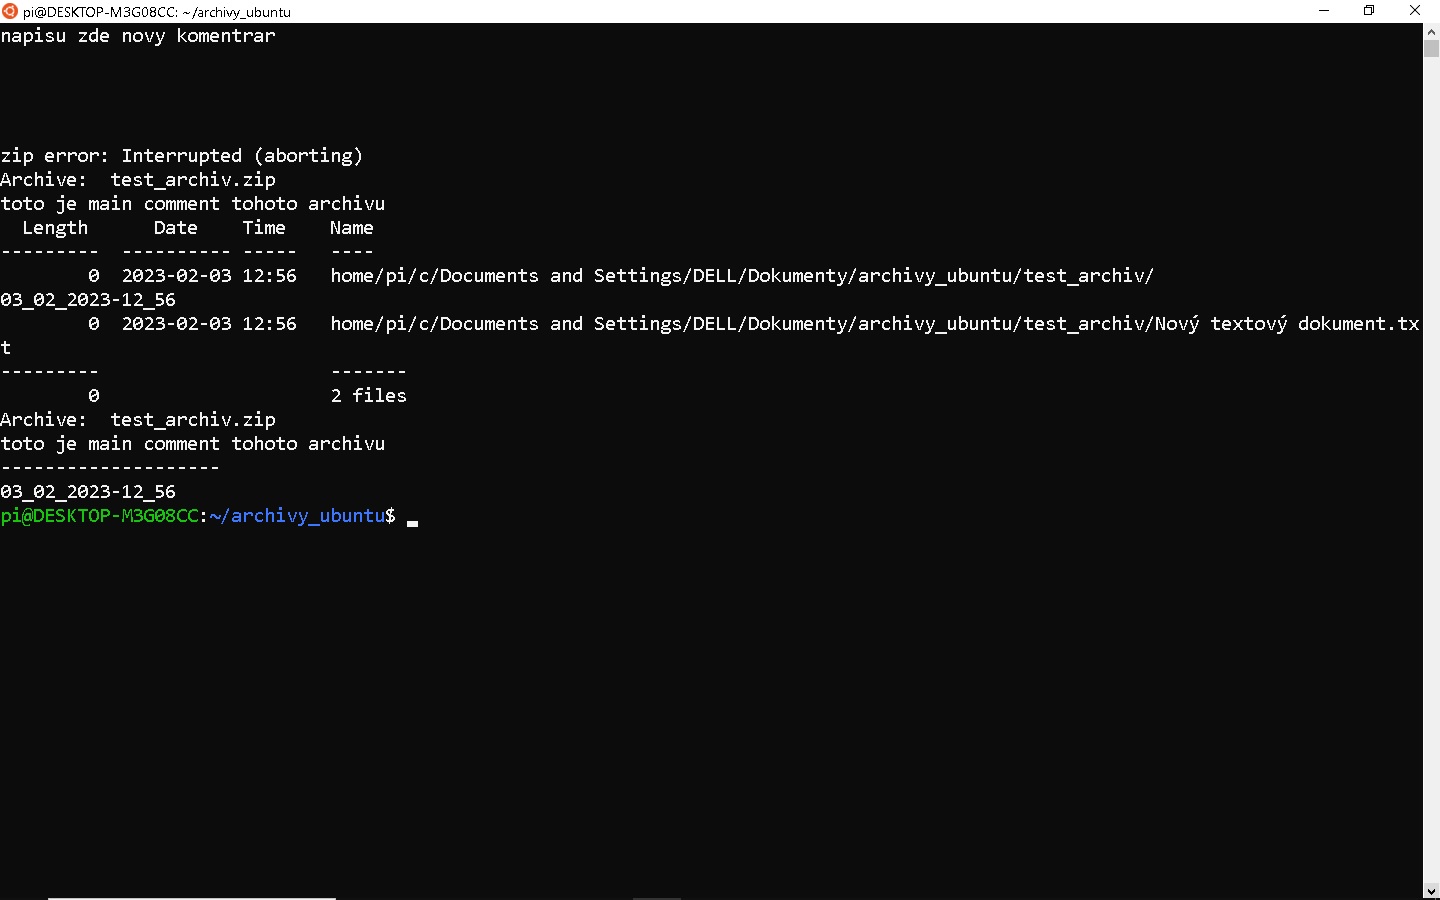 pi@DESKTOP-M3G08CC: ~/archivy_ubuntu
napisu zde novy komentrar
zip error: Interrupted (aborting)
Archive:  test_archiv.zip
toto je main comment tohoto archivu
  Length      Date    Time    Name
---------  ---------- -----   ----
        0  2023-02-03 12:56   home/pi/c/Documents and Settings/DELL/Dokumenty/archivy_ubuntu/test_archiv/
03_02_2023-12_56
        0  2023-02-03 12:56   home/pi/c/Documents and Settings/DELL/Dokumenty/archivy_ubuntu/test_archiv/Nový textový dokument.tx
t
---------                     -------
        0                     2 files
Archive:  test_archiv.zip
toto je main comment tohoto archivu
--------------------
03_02_2023-12_56
pi@DESKTOP-M3G08CC:~/archivy_ubuntu$